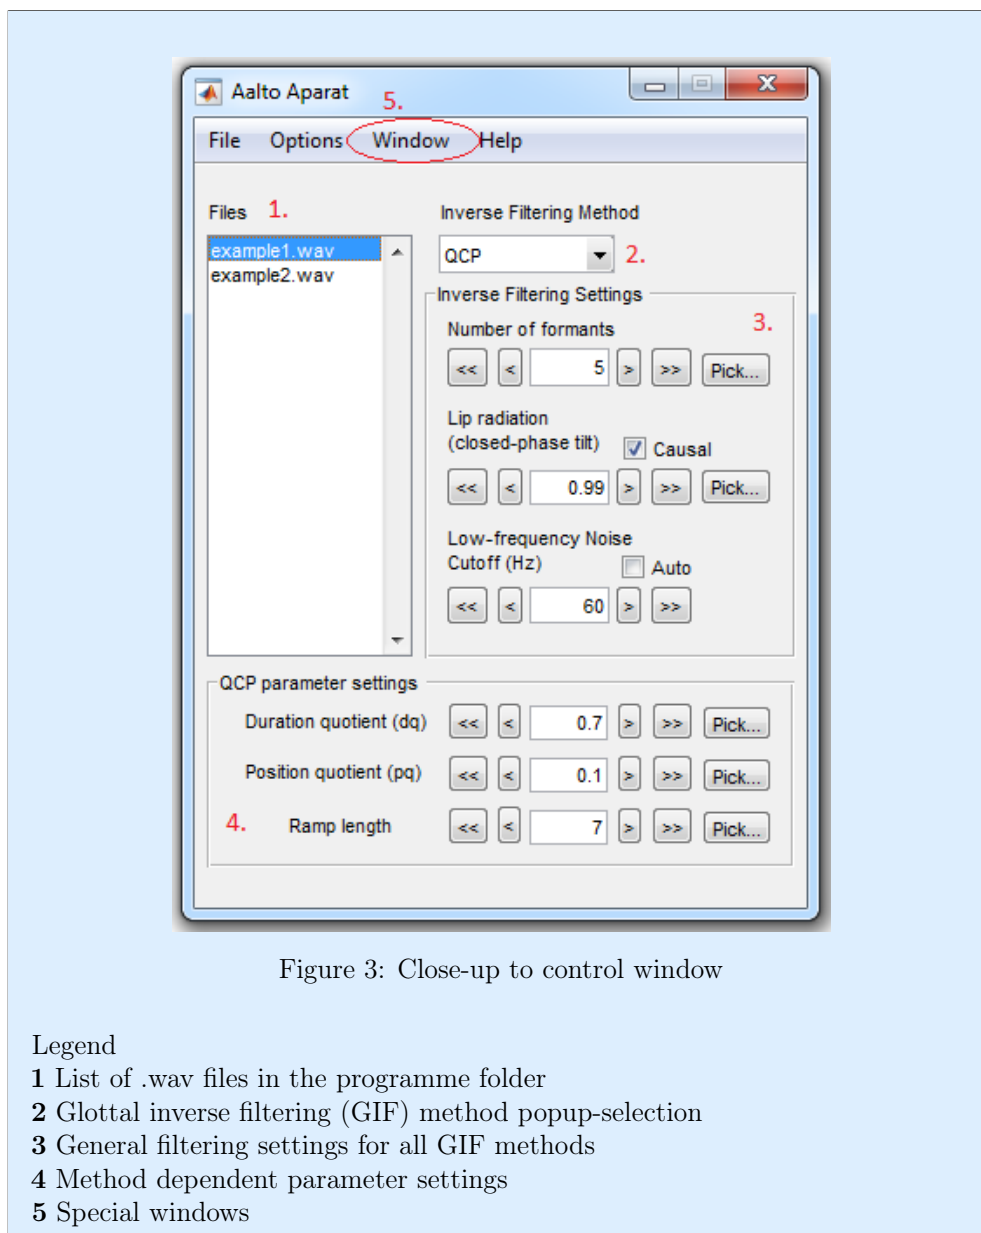 Aalto Aparat
5.
File Options Window Help
Files 1.
Inverse Filtering Method
example1.wav
example2.wav
QCP
2.
Inverse Filtering Settings
3.
Number of formants
<< < 5 > >> Pick...
Lip radiation
(closed-phase tilt) Causal
<< < 0.99 > >> Pick...
Low-frequency Noise
Cutoff (Hz) Auto
<< < 60 > >>
QCP parameter settings
Duration quotient (dq) << < 0.7 > >> Pick...
Position quotient (pq) << < 0.1 > >> Pick...
4. Ramp length << < 7 > >> Pick...
Figure 3: Close-up to control window
Legend
1 List of .wav files in the programme folder
2 Glottal inverse filtering (GIF) method popup-selection
3 General filtering settings for all GIF methods
4 Method dependent parameter settings
5 Special windows